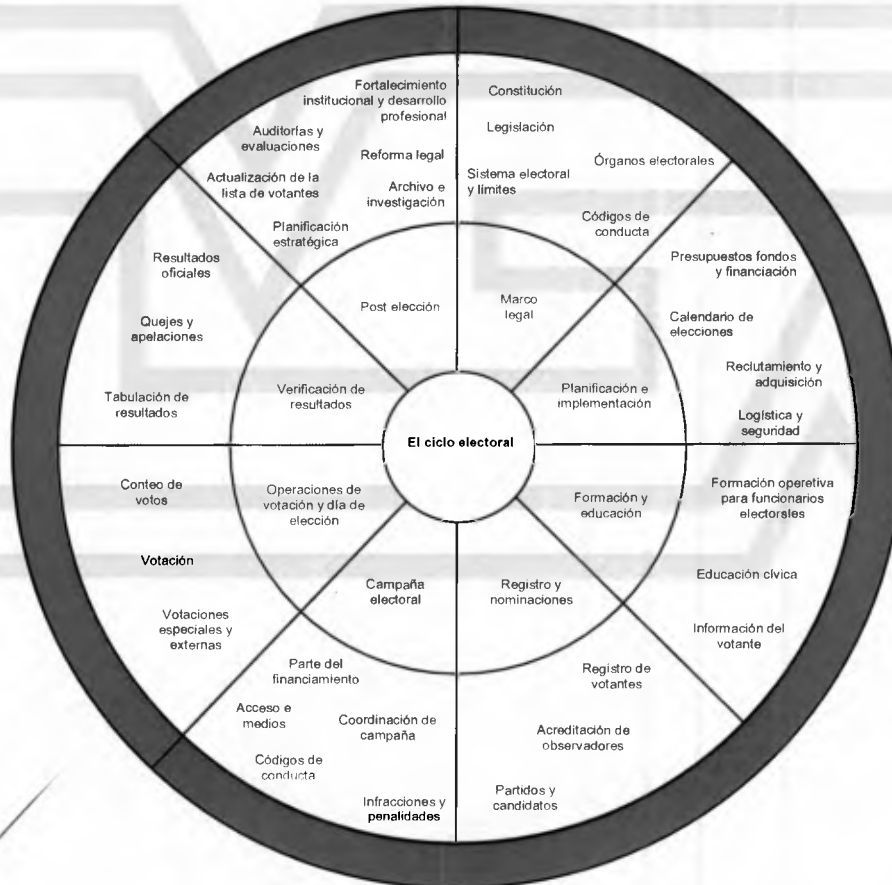 Fortalecimiento
institucional y desarrollo
profesional
Auditorías y
evaluaciones
Reforma legal
Actualización de la
lista de votantes
Archivo e
investigación
Planificación
estratégica
Post elección
Constitución
Legislación
Órganos electorales
Sistema electoral
y límites
Códigos de
conducta
Marco
legal
Presupuestos fondos
y financiación
Calendario de
elecciones
Reclutamiento y
adquisición
Logística y
seguridad
Planificación e
implementación
El ciclo electoral
Formación operetiva
para funcionarios
electorsles
Educación cívica
Información del
votante
Formación y
educación
Registro y
nominaciones
Registro de
votantes
Acreditación de
observadores
Partidos y
candidatos
Campaña
electoral
Parte del
financiamiento
Acceso e
medios
Coordinación de
campaña
Códigos de
conducta
Infracciones y
penalidades
Operaciones de
votación y día de
elección
Conteo de
votos
Votación
Votaciones
especiales y
externas
Verificación de
resultados
Resultados
oficiales
Quejes y
apelaciones
Tabulación de
resultados